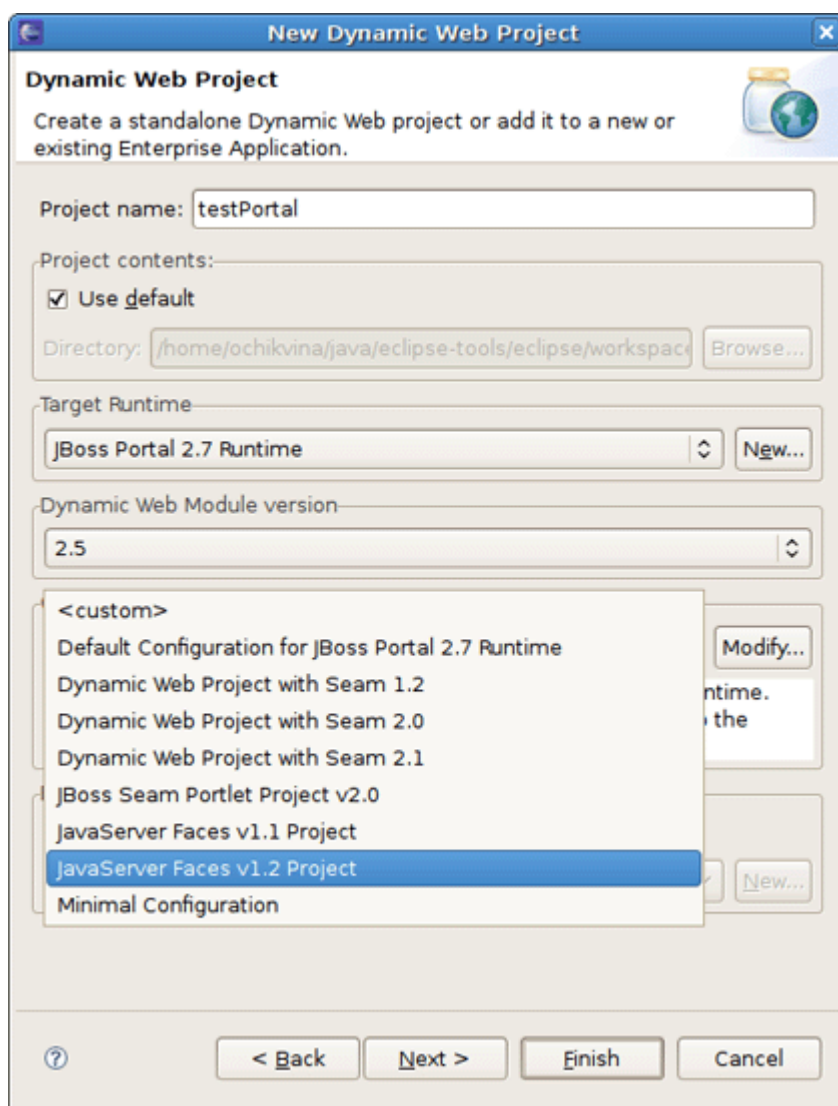 New Dynamic Web Project
Dynamic Web Project
Create a standalone Dynamic Web project or add it to a new or
existing Enterprise Application.
Project name: testPortal
Project contents:
Use default
Directory: /home/ochikvina/java/eclipse-tools/eclipse/workspace Browse...
Target Runtime
JBoss Portal 2.7 Runtime New...
Dynamic Web Module version
2.5
<custom>
Default Configuration for JBoss Portal 2.7 Runtime Modify...
Dynamic Web Project with Seam 1.2
ntime.
Dynamic Web Project with Seam 2.0 the
Dynamic Web Project with Seam 2.1
JBoss Seam Portlet Project v2.0
JavaServer Faces v1.1 Project
JavaServer Faces v1.2 Project New...
Minimal Configuration
? < Back Next > Finish Cancel